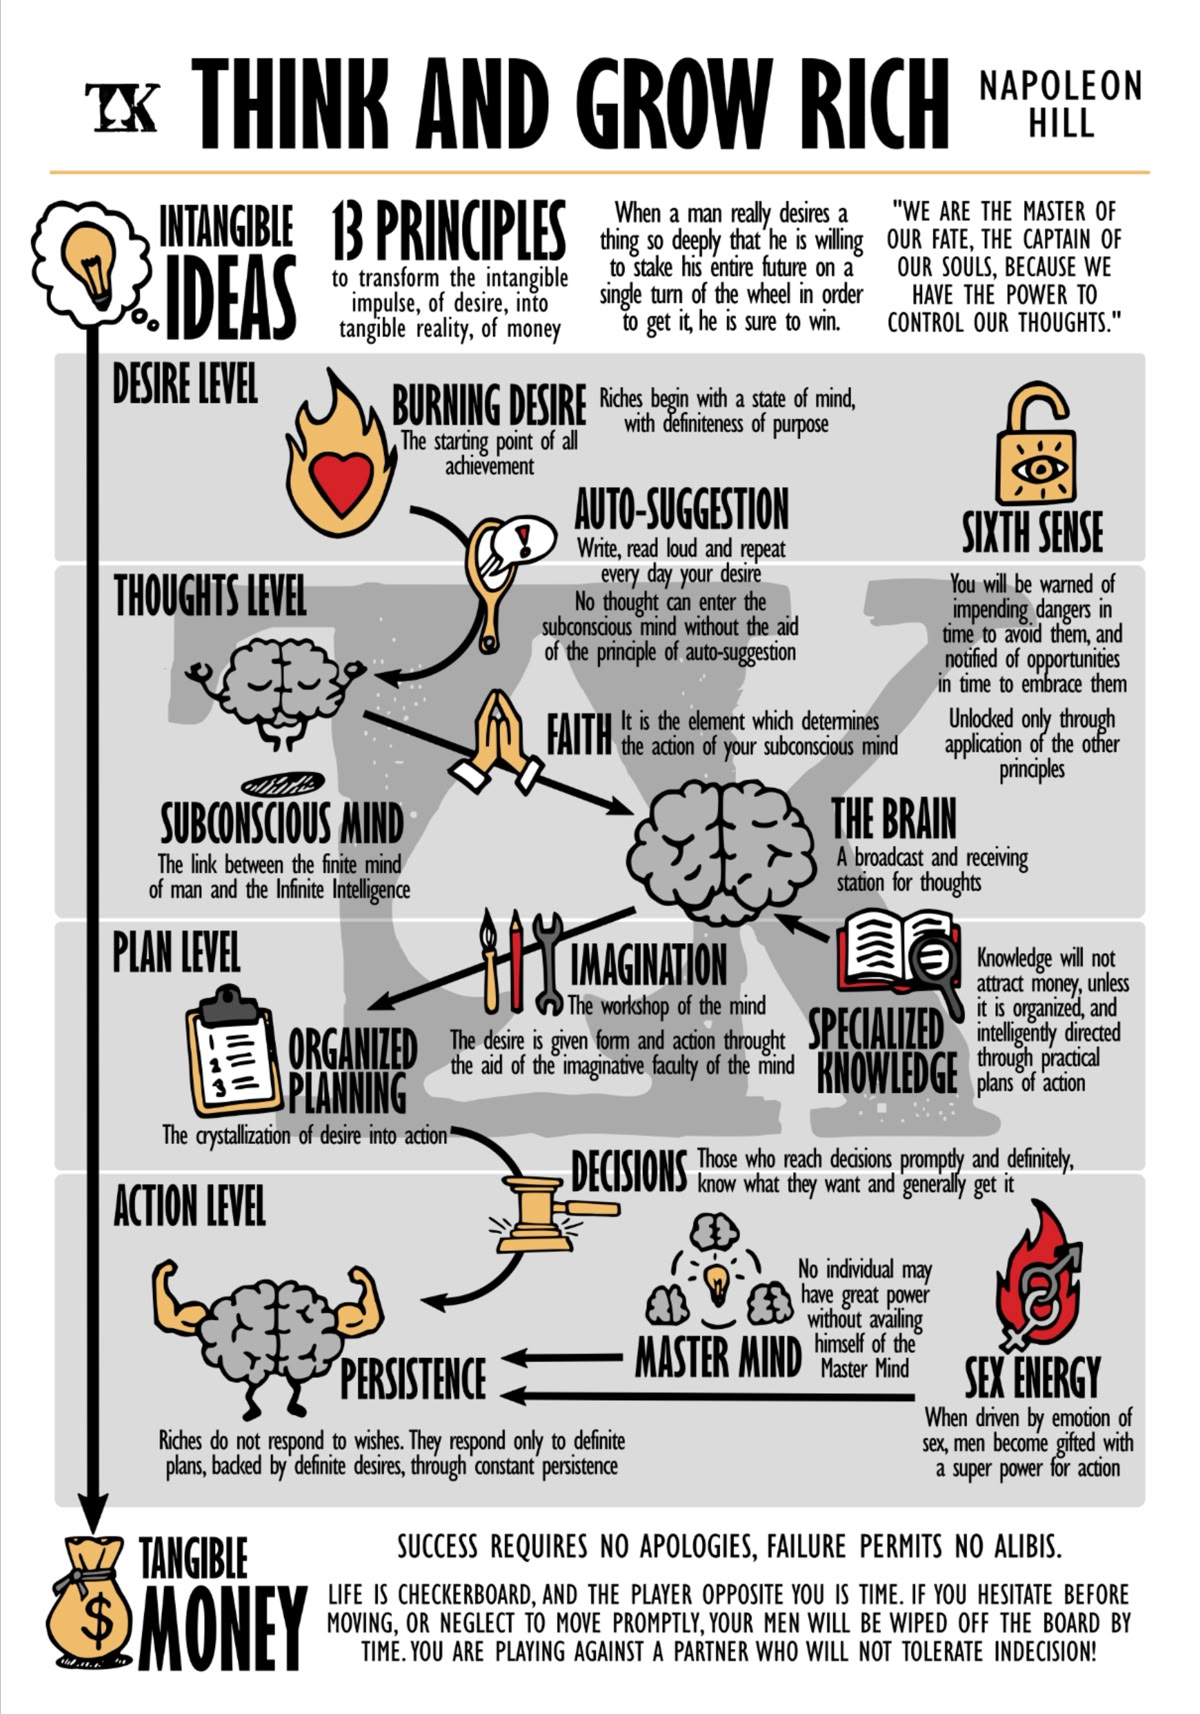 TK
THINK AND GROW RICH
NAPOLEON
HILL
INTANGIBLE
IDEAS
13 PRINCIPLES
to transform the intangible
impulse, of desire, into
tangible reality, of money
When a man really desires a
thing so deeply that he is willing
to stake his entire future on a
single turn of the wheel in order
to get it, he is sure to win.
"WE ARE THE MASTER OF
OUR FATE, THE CAPTAIN OF
OUR SOULS, BECAUSE WE
HAVE THE POWER TO
CONTROL OUR THOUGHTS."
DESIRE LEVEL
BURNING DESIRE
The starting point of all
achievement
Riches begin with a state of mind,
with definiteness of purpose
AUTO-SUGGESTION
Write, read loud and repeat
every day your desire
No thought can enter the
subconscious mind without the aid
of the principle of auto-suggestion
SIXTH SENSE
You will be warned of
impending dangers in
time to avoid them, and
notified of opportunities
in time to embrace them
Unlocked only through
application of the other
principles
THOUGHTS LEVEL
SUBCONSCIOUS MIND
The link between the finite mind
of man and the Infinite Intelligence
FAITH
It is the element which determines
the action of your subconscious mind
THE BRAIN
A broadcast and receiving
station for thoughts
PLAN LEVEL
1
2
3
ORGANIZED
PLANNING
The crystallization of desire into action
IMAGINATION
The workshop of the mind
The desire is given form and action throught
the aid of the imaginative faculty of the mind
SPECIALIZED
KNOWLEDGE
Knowledge will not
attract money, unless
it is organized, and
intelligently directed
through practical
plans of action
DECISIONS
Those who reach decisions promptly and definitely,
know what they want and generally get it
ACTION LEVEL
PERSISTENCE
Riches do not respond to wishes. They respond only to definite
plans, backed by definite desires, through constant persistence
MASTER MIND
No individual may
have great power
without availing
himself of the
Master Mind
SEX ENERGY
When driven by emotion of
sex, men become gifted with
a super power for action
$
TANGIBLE
MONEY
SUCCESS REQUIRES NO APOLOGIES, FAILURE PERMITS NO ALIBIS.
LIFE IS CHECKERBOARD, AND THE PLAYER OPPOSITE YOU IS TIME. IF YOU HESITATE BEFORE
MOVING, OR NEGLECT TO MOVE PROMPTLY, YOUR MEN WILL BE WIPED OFF THE BOARD BY
TIME. YOU ARE PLAYING AGAINST A PARTNER WHO WILL NOT TOLERATE INDECISION!